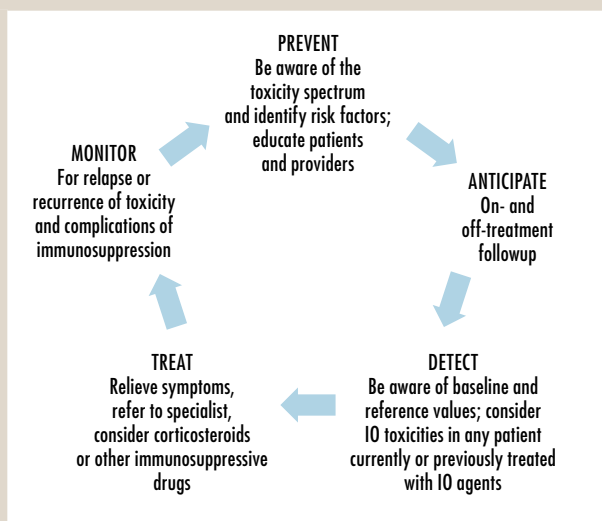 PREVENT
Be aware of the
toxicity spectrum
and identify risk factors;
educate patients
and providers
ANTICIPATE
On- and
off-treatment
followup
DETECT
Be aware of baseline and
reference values; consider
IO toxicities in any patient
currently or previously treated
with IO agents
TREAT
Relieve symptoms,
refer to specialist,
consider corticosteroids
or other immunosuppressive
drugs
MONITOR
For relapse or
recurrence of toxicity
and complications of
immunosuppression